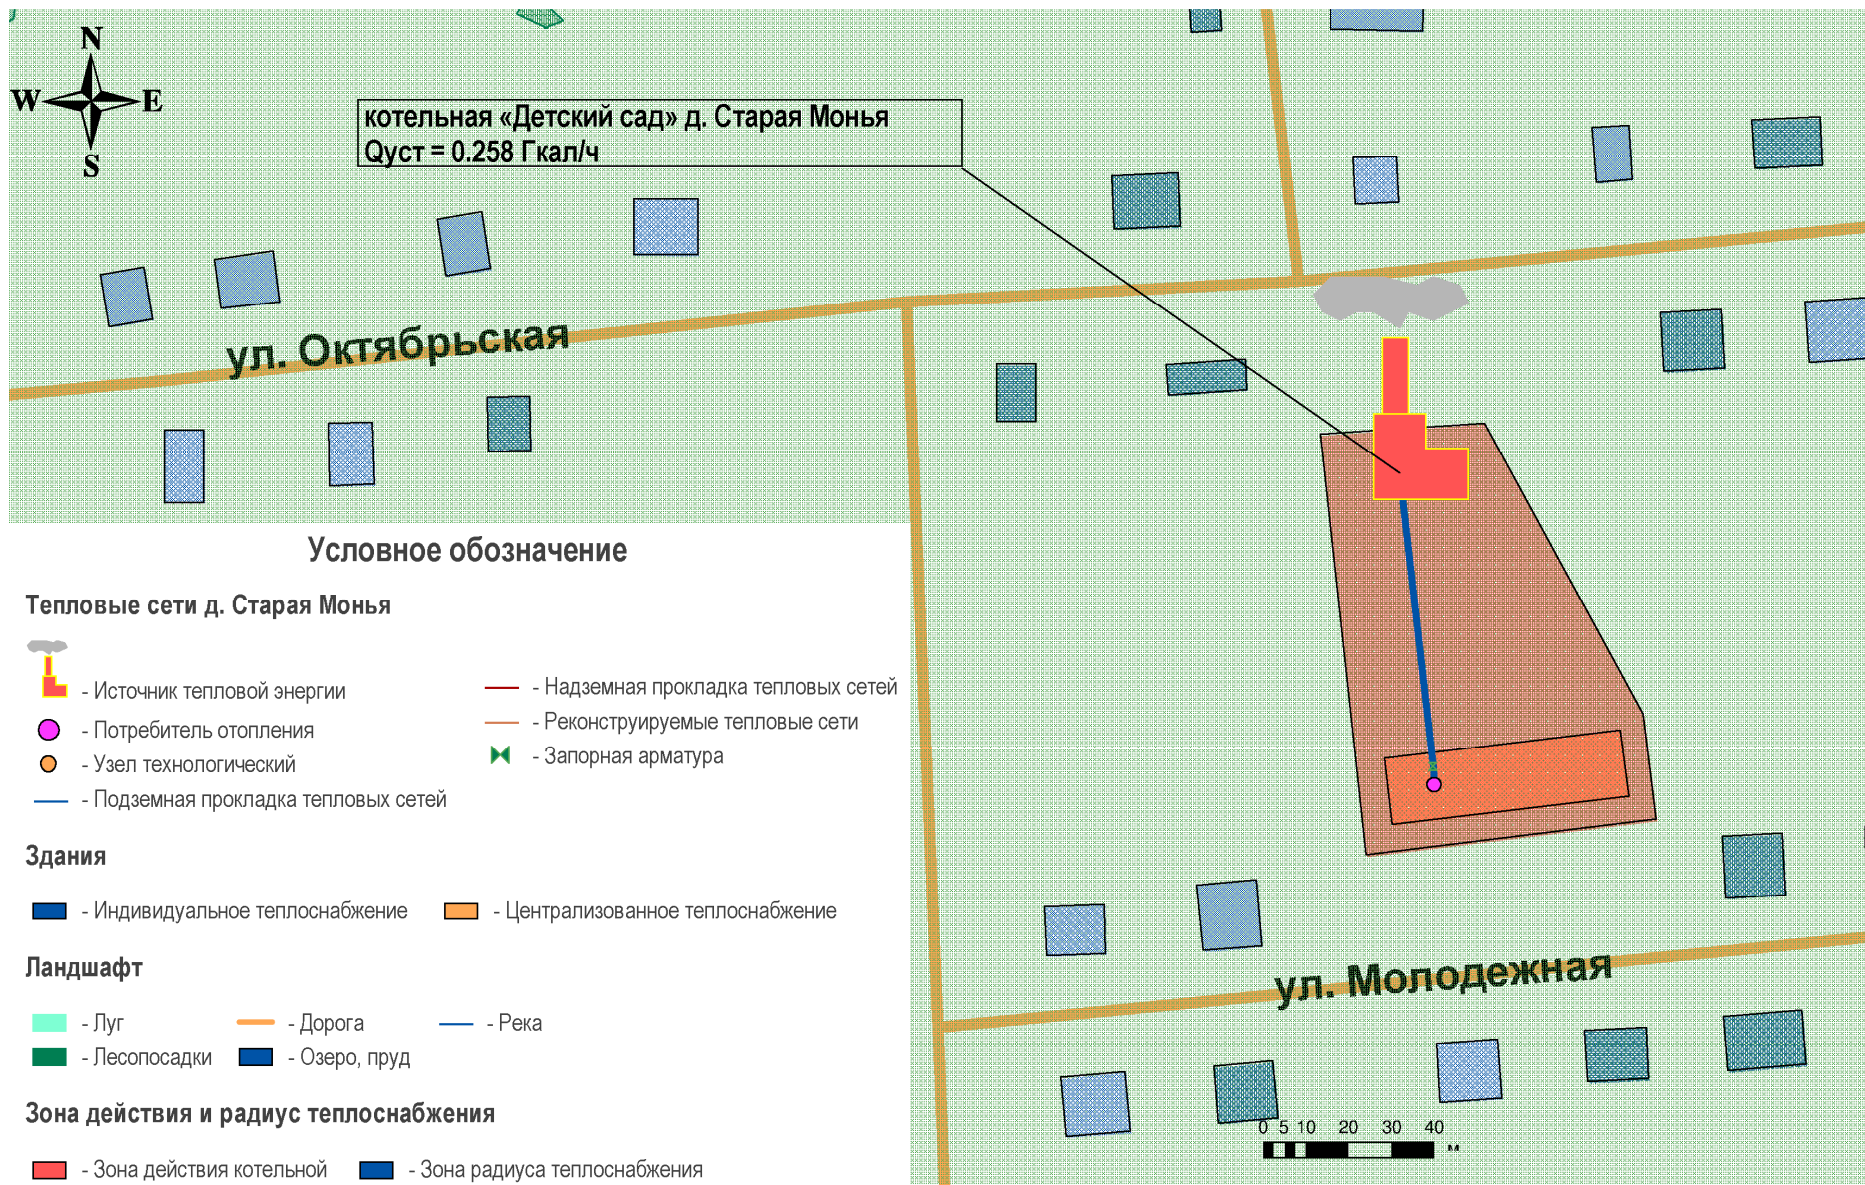 N
W E
S
котельная «Детский сад» д. Старая Монья
Qуст = 0.258 Гкал/ч
ул. Октябрьская
Условное обозначение
Тепловые сети д. Старая Монья
- Источник тепловой энергии
- Надземная прокладка тепловых сетей
- Потребитель отопления
- Реконструируемые тепловые сети
- Узел технологический
- Запорная арматура
- Подземная прокладка тепловых сетей
Здания
- Индивидуальное теплоснабжение
- Централизованное теплоснабжение
Ландшафт
- Луг
- Дорога
- Река
- Лесопосадки
- Озеро, пруд
Зона действия и радиус теплоснабжения
- Зона действия котельной
- Зона радиуса теплоснабжения
ул. Молодежная
0 5 10 20 30 40
м